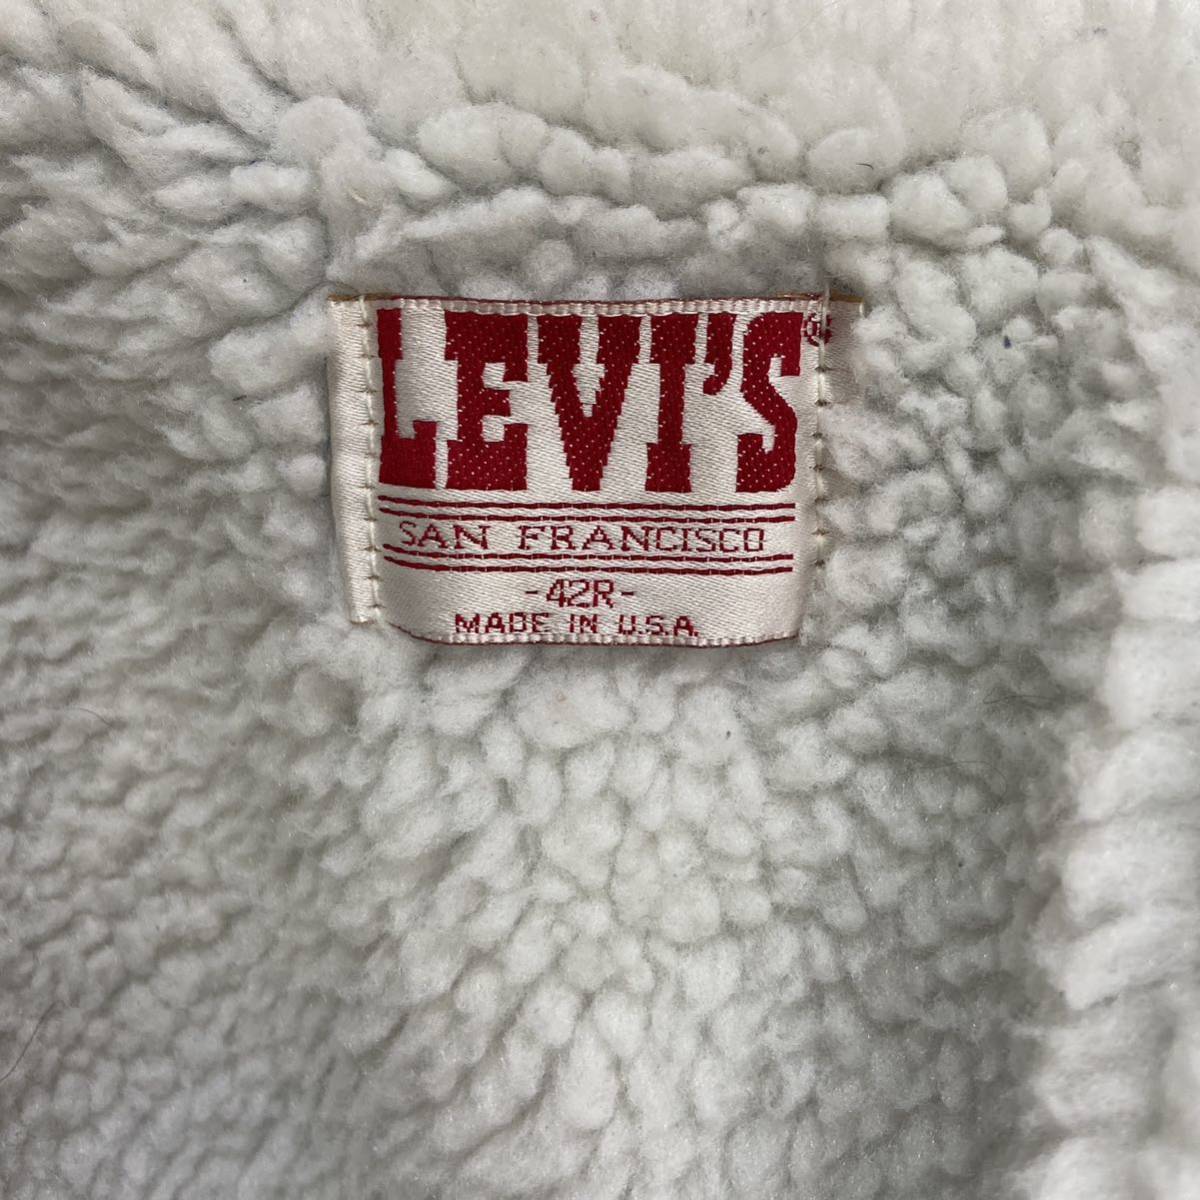 LEVI'S®
SAN FRANCISCO
-42R-
MADE IN U.S.A.